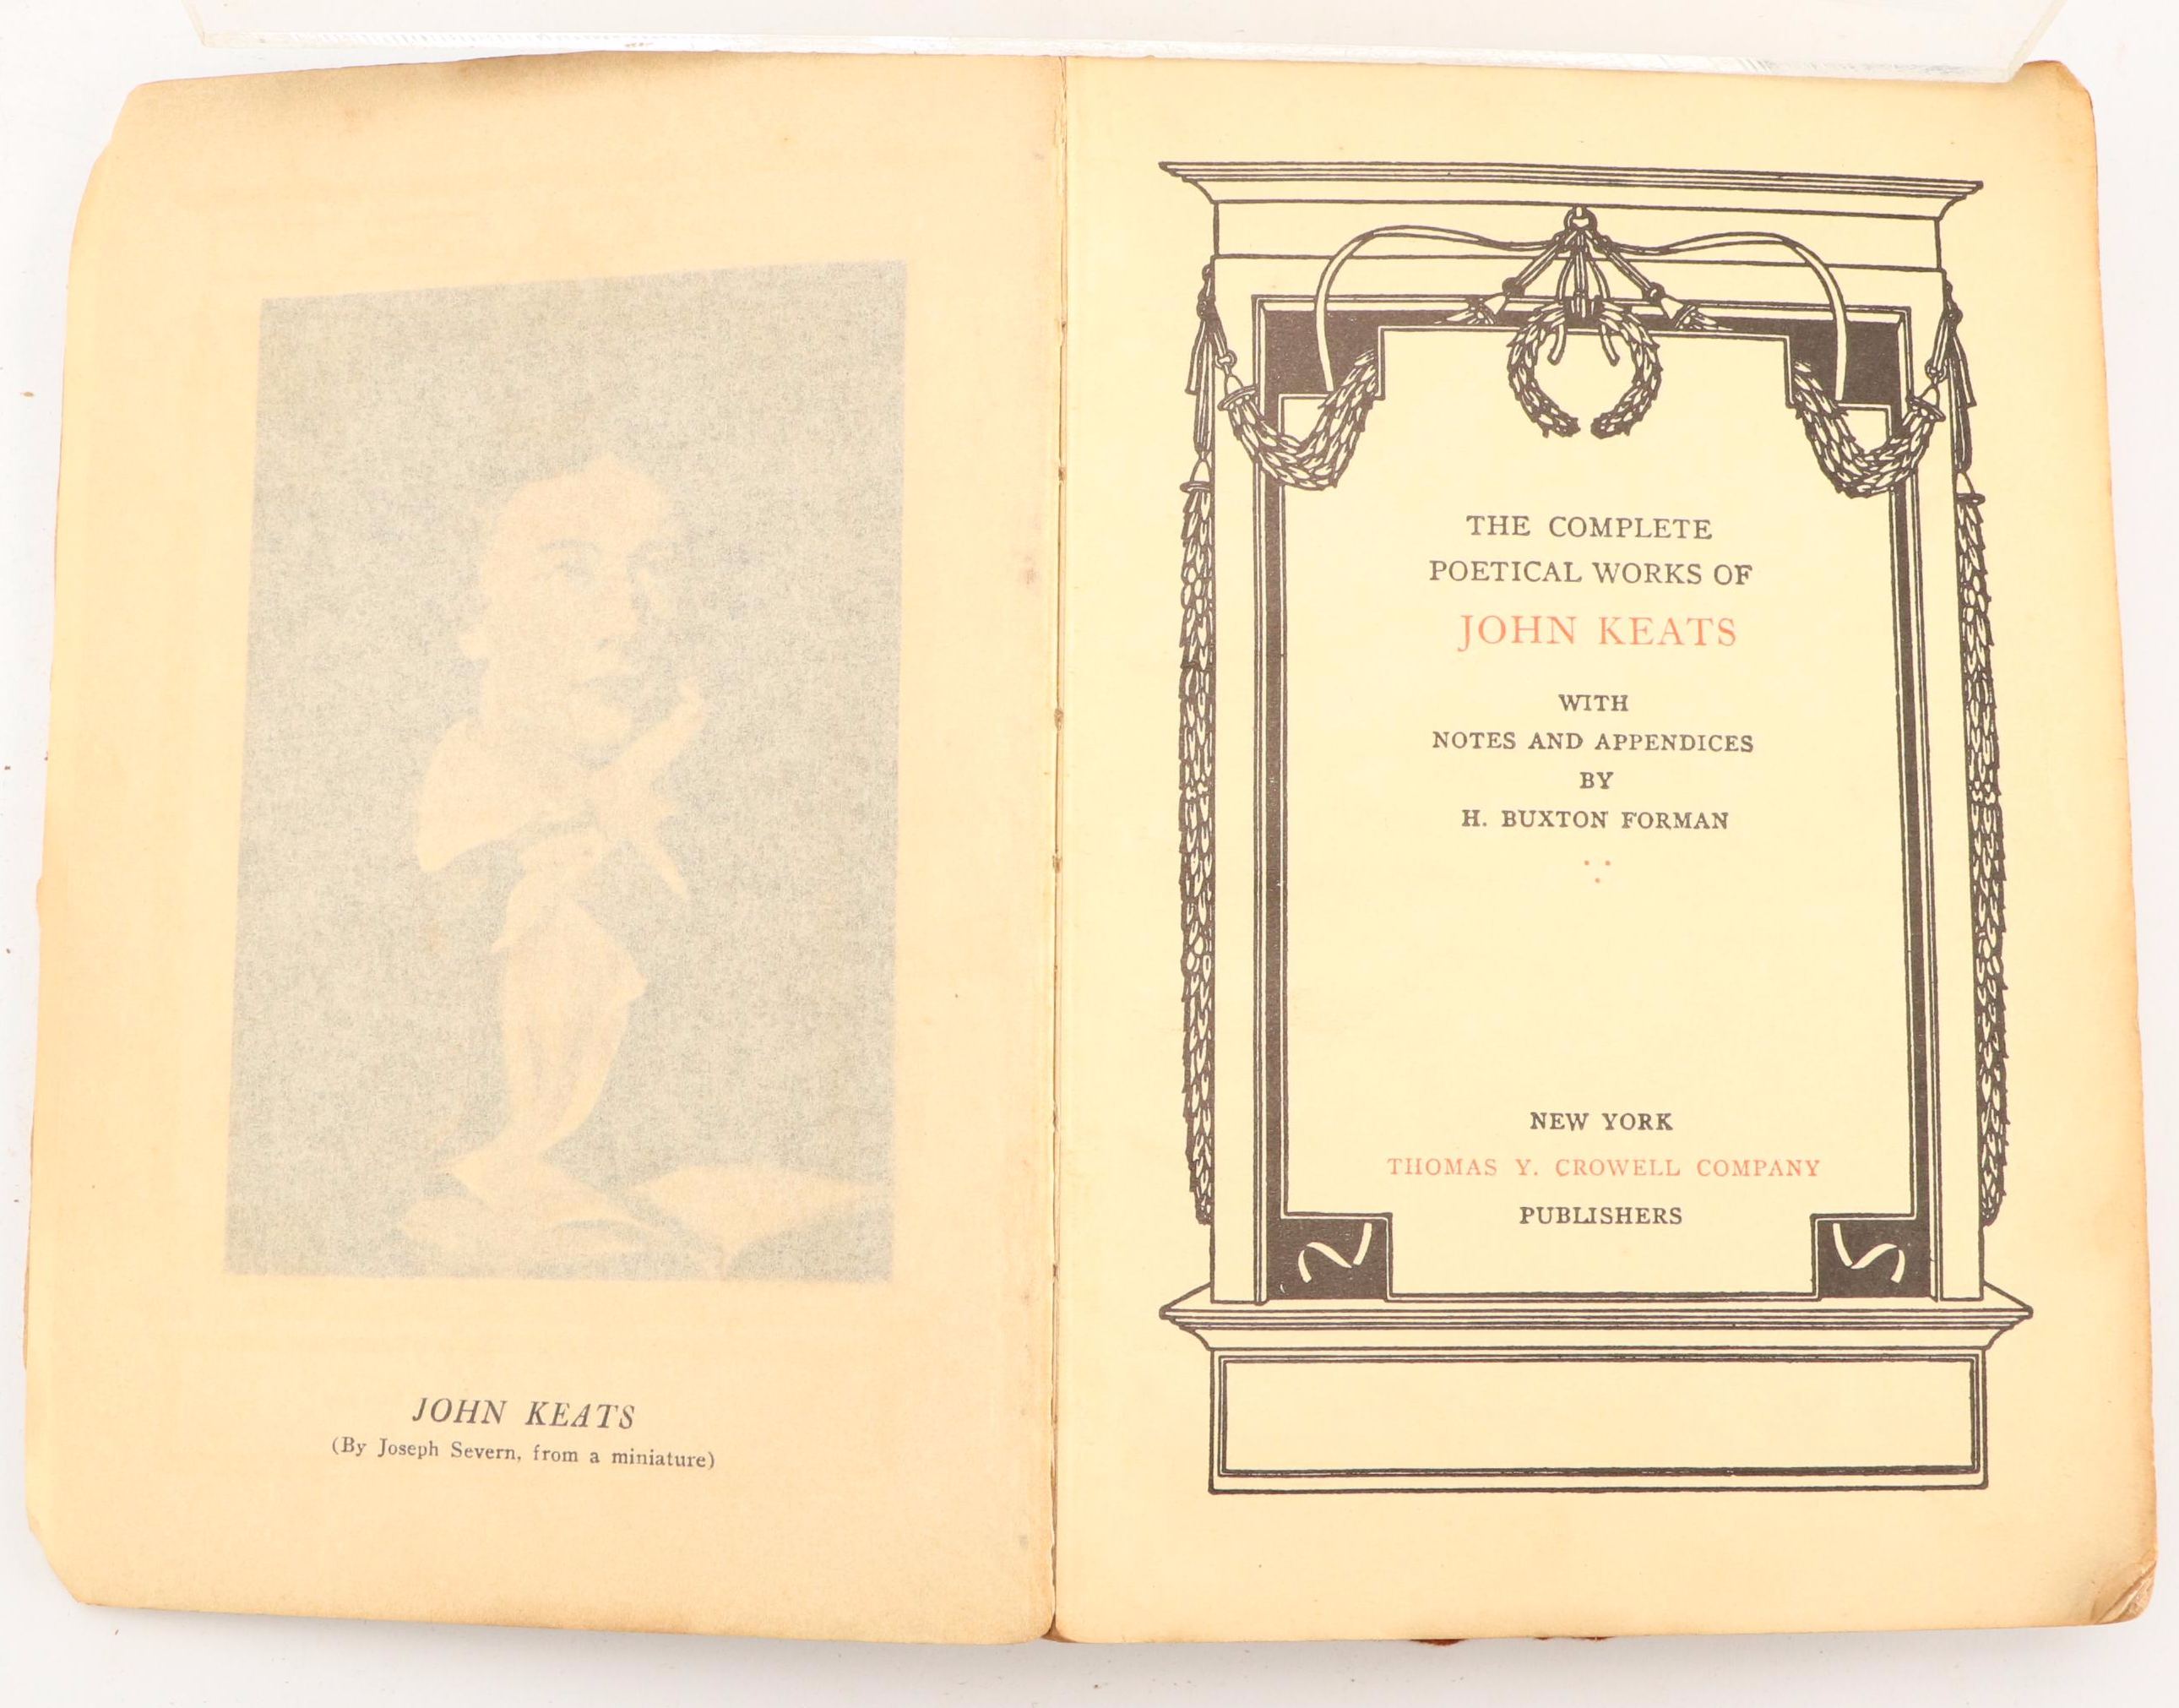 JOHN KEATS
(By Joseph Severn, from a miniature)
THE COMPLETE
POETICAL WORKS OF
JOHN KEATS
WITH
NOTES AND APPENDICES
BY
H. BUXTON FORMAN
NEW YORK
THOMAS Y. CROWELL COMPANY
PUBLISHERS